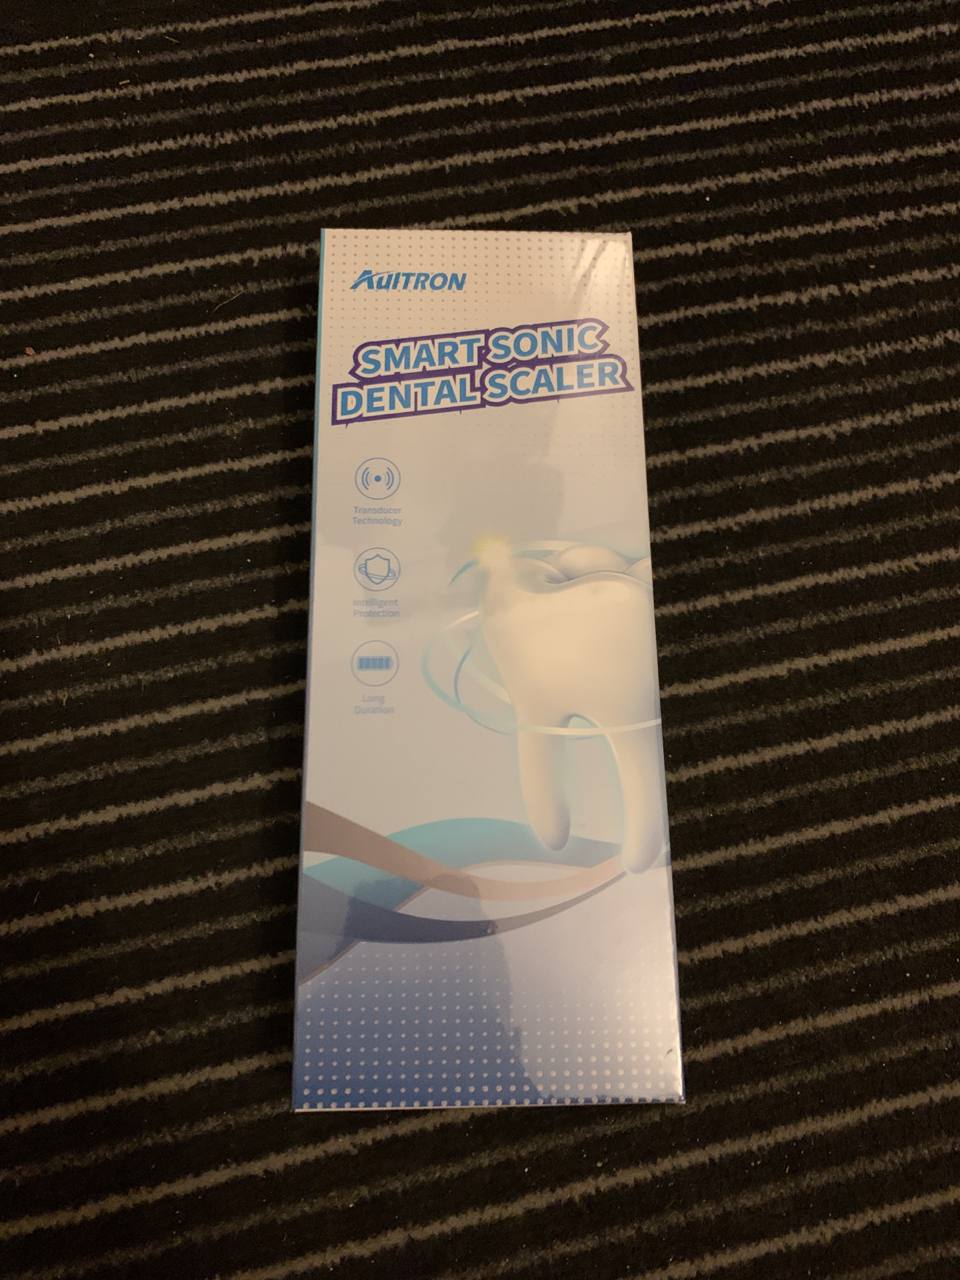 AUITRON
SMART SONIC
DENTAL SCALER
Transducer
Technology
Intelligent
Protection
Long
Duration